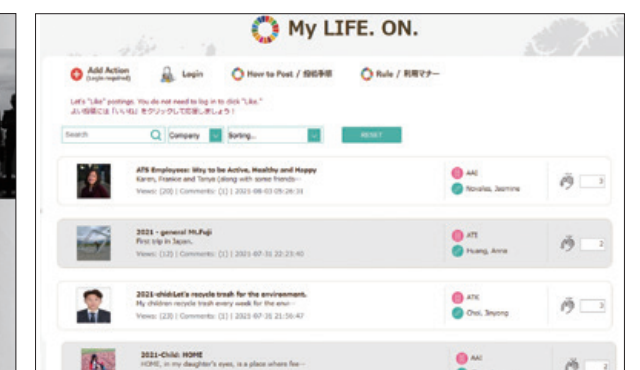 My LIFE. ON.
Add Action
(Login required)
Login
How to Post / 投稿手順
Rule / 利用マナー
Let's "Like" postings. You do not need to log in to click "Like."
よい投稿には「いいね」をクリックして応援しましょう！
Search
Company
Sorting...
RESET
ATS Employees: Way to be Active, Healthy and Happy
Karen, Frankie and Tonya (along with some friends…
Views: (20) | Comments: (1) | 2021-08-03 05:26:31
AAI
Novales, Jasmine
3
2021 - general Mt.Fuji
First trip in Japan.
Views: (12) | Comments: (1) | 2021-07-31 22:23:40
Huang, Anna
2
2021-child:Let's recycle trash for the environment.
My children recycle trash every week for the envi…
Views: (23) | Comments: (1) | 2021-07-31 21:56:47
ATK
Choi, Jinyong
3
2021-Child: HOME
HOME, in my daughter's eyes, is a place where fee…
AAI
2